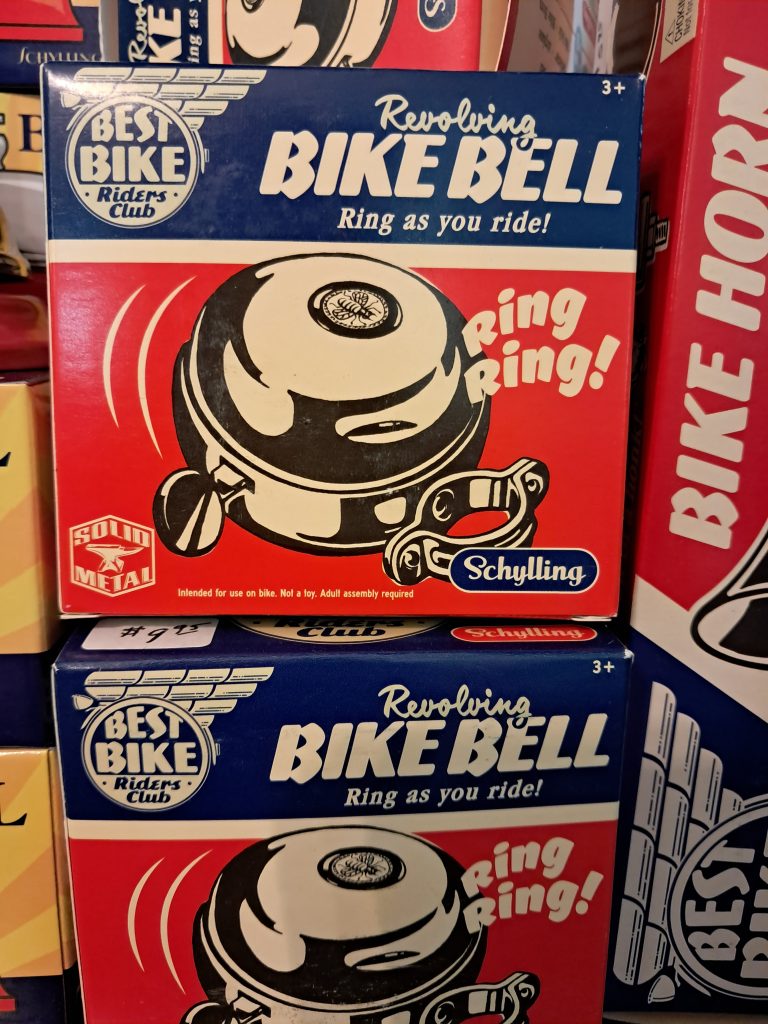 SCHYLLING
BEST
BIKE
Riders
Club
3+
Revolving
BIKE BELL
Ring as you ride!
Ring
Ring!
SOLID
METAL
Intended for use on bike. Not a toy. Adult assembly required
Schylling
BIKE HORN
#9.95
Riders
Club
Schylling
BEST
BIKE
Riders
Club
3+
Revolving
BIKE BELL
Ring as you ride!
Ring
Ring!
BEST